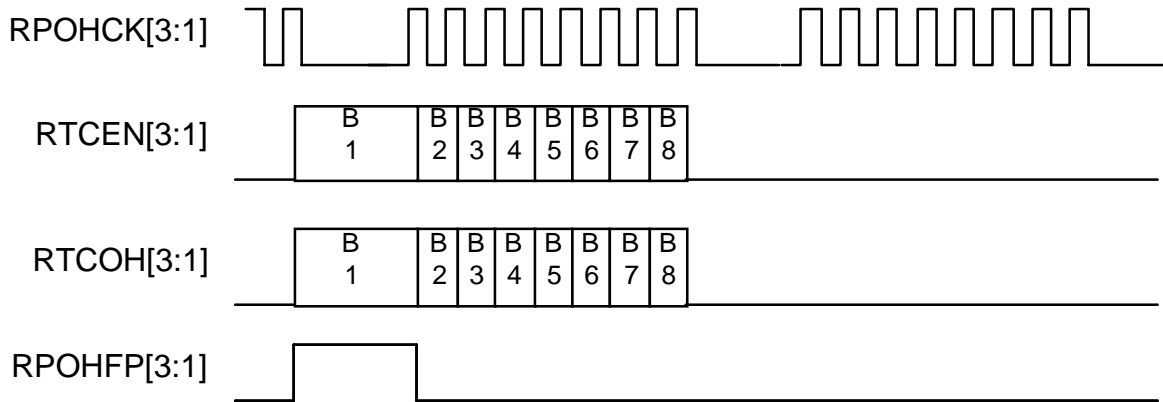 RPOHCK[3:1]
RTCEN[3:1]
B B B B B B B B
1 2 3 4 5 6 7 8
RTCOH[3:1]
B B B B B B B B
1 2 3 4 5 6 7 8
RPOHFP[3:1]